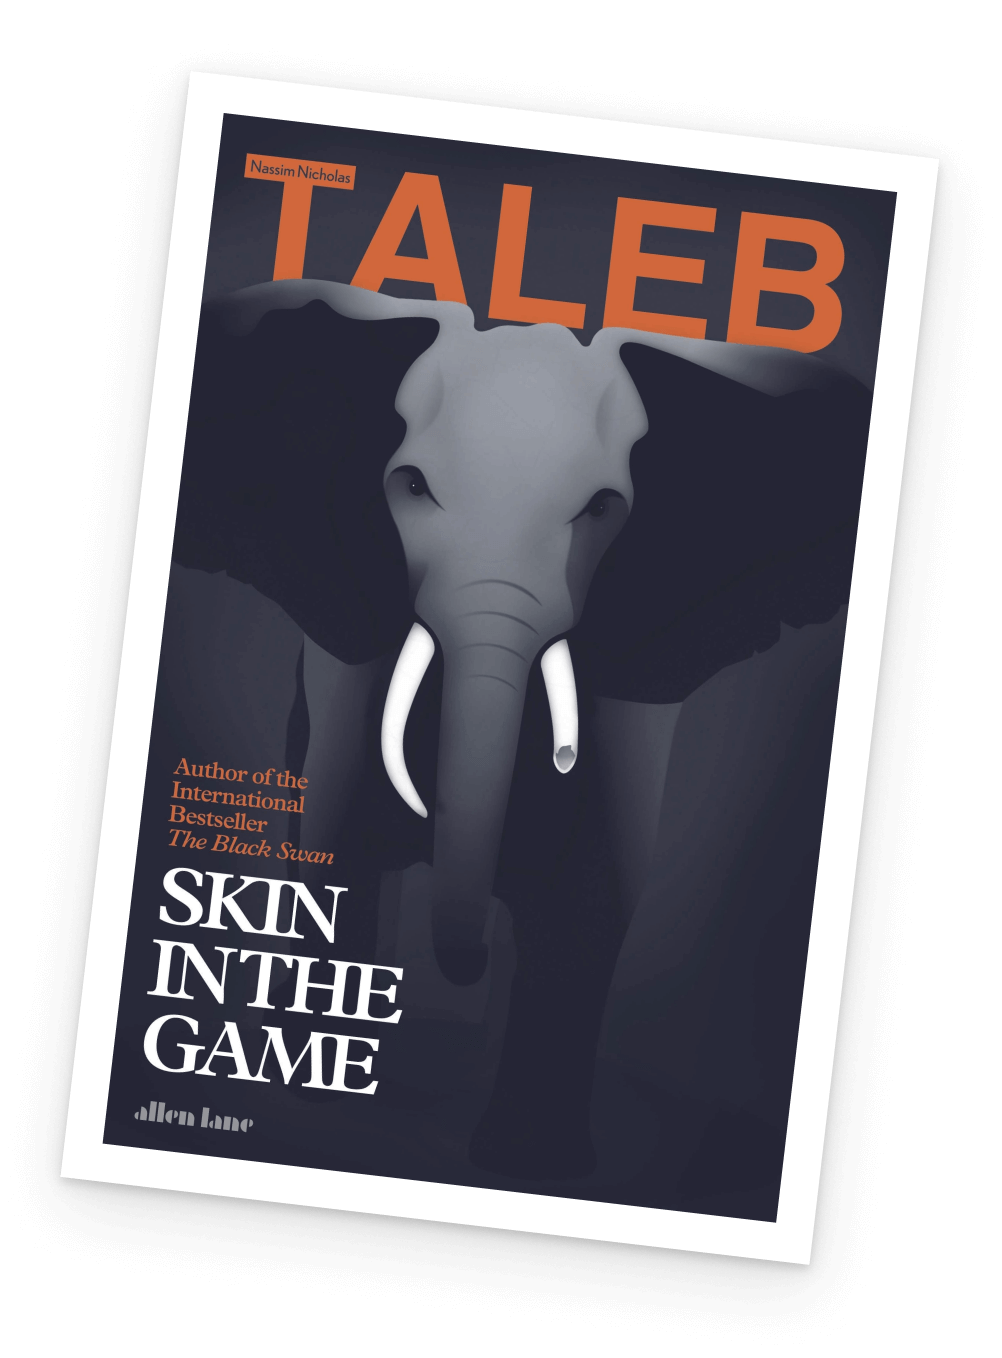 Nassim Nicholas
TALEB
Author of the
International
Bestseller
The Black Swan
SKIN
IN THE
GAME
allen lane